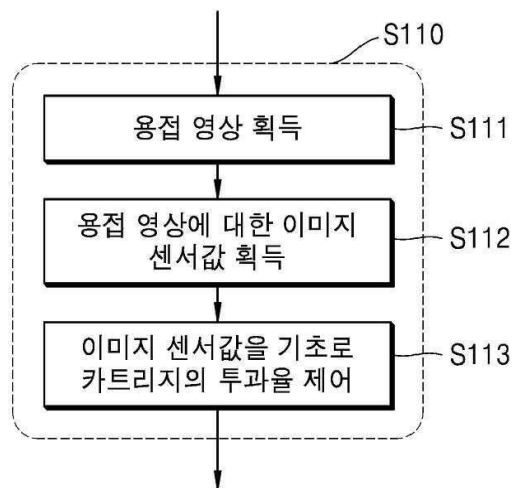 S110
용접 영상 획득
S111
용접 영상에 대한 이미지
센서값 획득
S112
이미지 센서값을 기초로
카트리지의 투과율 제어
S113